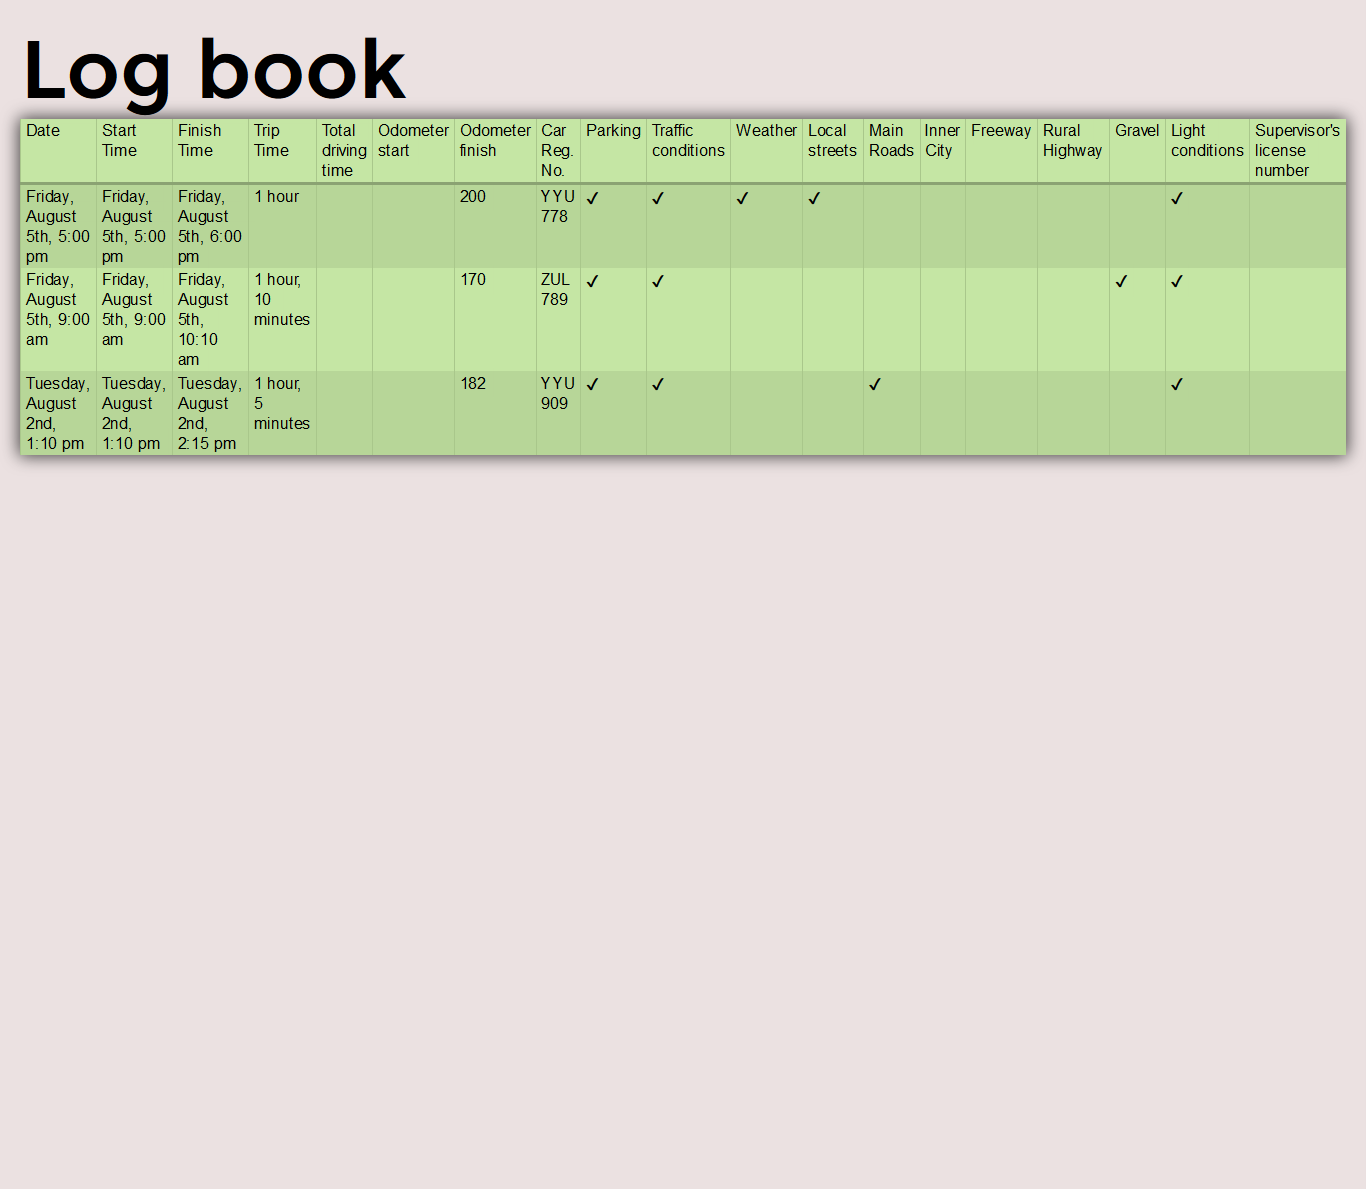 Log book
Date Start Time Finish Time Trip Time Total driving time Odometer start Odometer finish Car Reg. No. Parking Traffic conditions Weather Local streets Main Roads Inner City Freeway Rural Highway Gravel Light conditions Supervisor's license number
Friday, August 5th, 5:00 pm Friday, August 5th, 5:00 pm Friday, August 5th, 6:00 pm 1 hour 200 YYU 778 ✓ ✓ ✓ ✓ ✓
Friday, August 5th, 9:00 am Friday, August 5th, 9:00 am Friday, August 5th, 10:10 am 1 hour, 10 minutes 170 ZUL 789 ✓ ✓ ✓ ✓
Tuesday, August 2nd, 1:10 pm Tuesday, August 2nd, 1:10 pm Tuesday, August 2nd, 2:15 pm 1 hour, 5 minutes 182 YYU 909 ✓ ✓ ✓ ✓